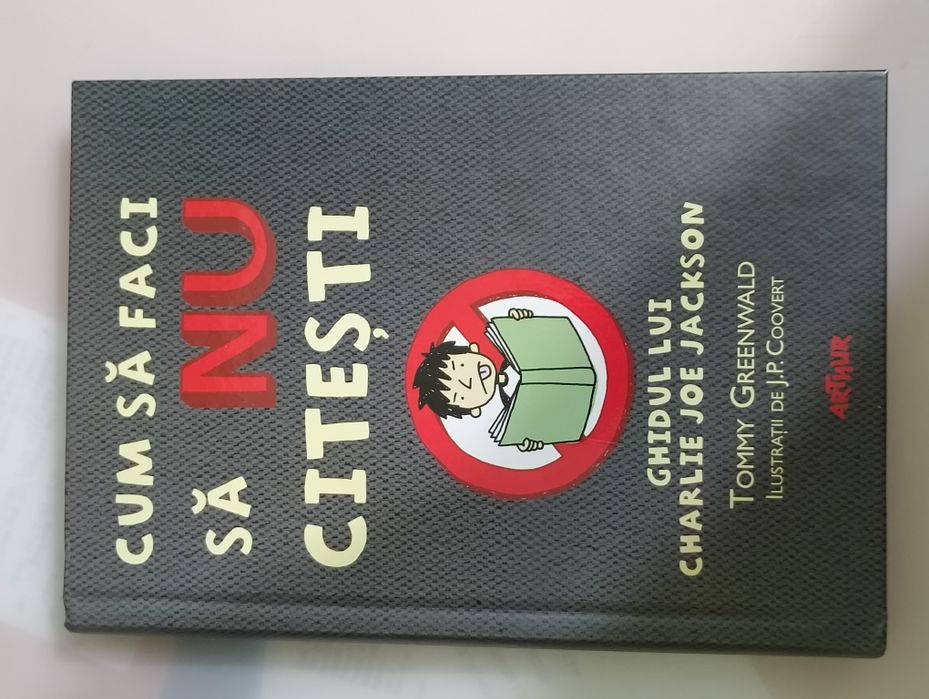 CUM SĂ FACI
SĂ NU
CITEȘTI
GHIDUL LUI
CHARLIE JOE JACKSON
TOMMY GREENWALD
ILUSTRAȚII DE J.P. COOVERT
ARTHUR